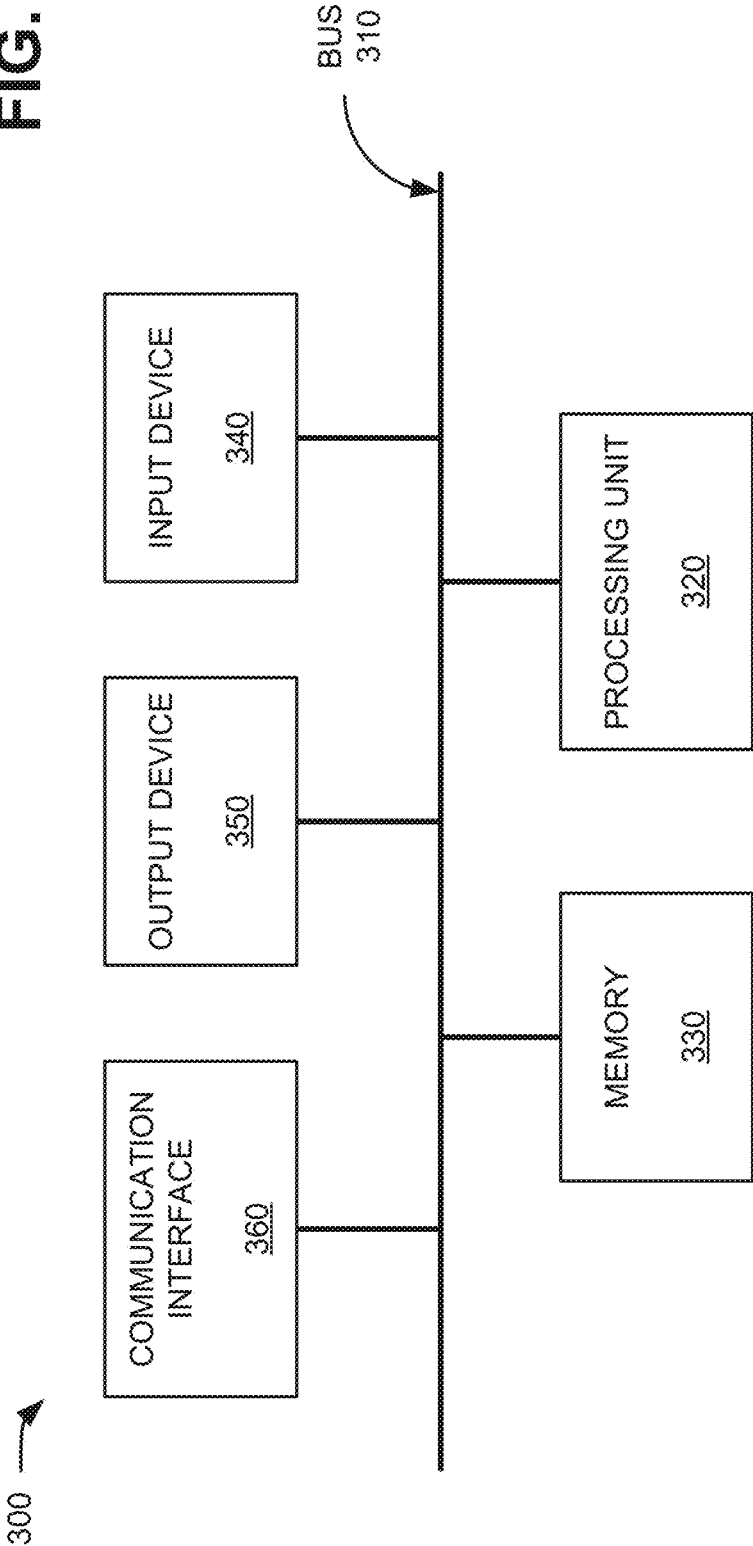 300
FIG.
COMMUNICATION
INTERFACE
360
OUTPUT DEVICE
350
INPUT DEVICE
340
BUS
310
MEMORY
330
PROCESSING UNIT
320